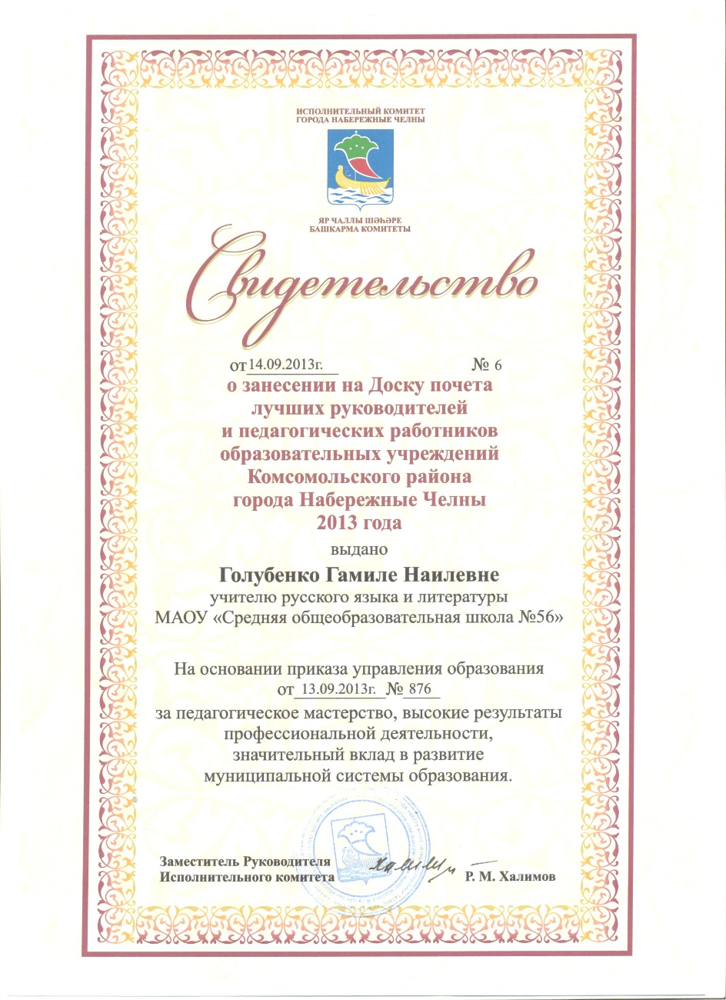 ИСПОЛНИТЕЛЬНЫЙ КОМИТЕТ
ГОРОДА НАБЕРЕЖНЫЕ ЧЕЛНЫ
ЯР ЧАЛЛЫ ШӘҺӘРЕ
БАШКАРМА КОМИТЕТЫ
Свидетельство
от 14.09.2013г. № 6
о занесении на Доску почета
лучших руководителей
и педагогических работников
образовательных учреждений
Комсомольского района
города Набережные Челны
2013 года
выдано
Голубенко Гамиле Наилевне
учителю русского языка и литературы
МАОУ «Средняя общеобразовательная школа №56»
На основании приказа управления образования
от 13.09.2013г. № 876
за педагогическое мастерство, высокие результаты
профессиональной деятельности,
значительный вклад в развитие
муниципальной системы образования.
Заместитель Руководителя
Исполнительного комитета Р. М. Халимов